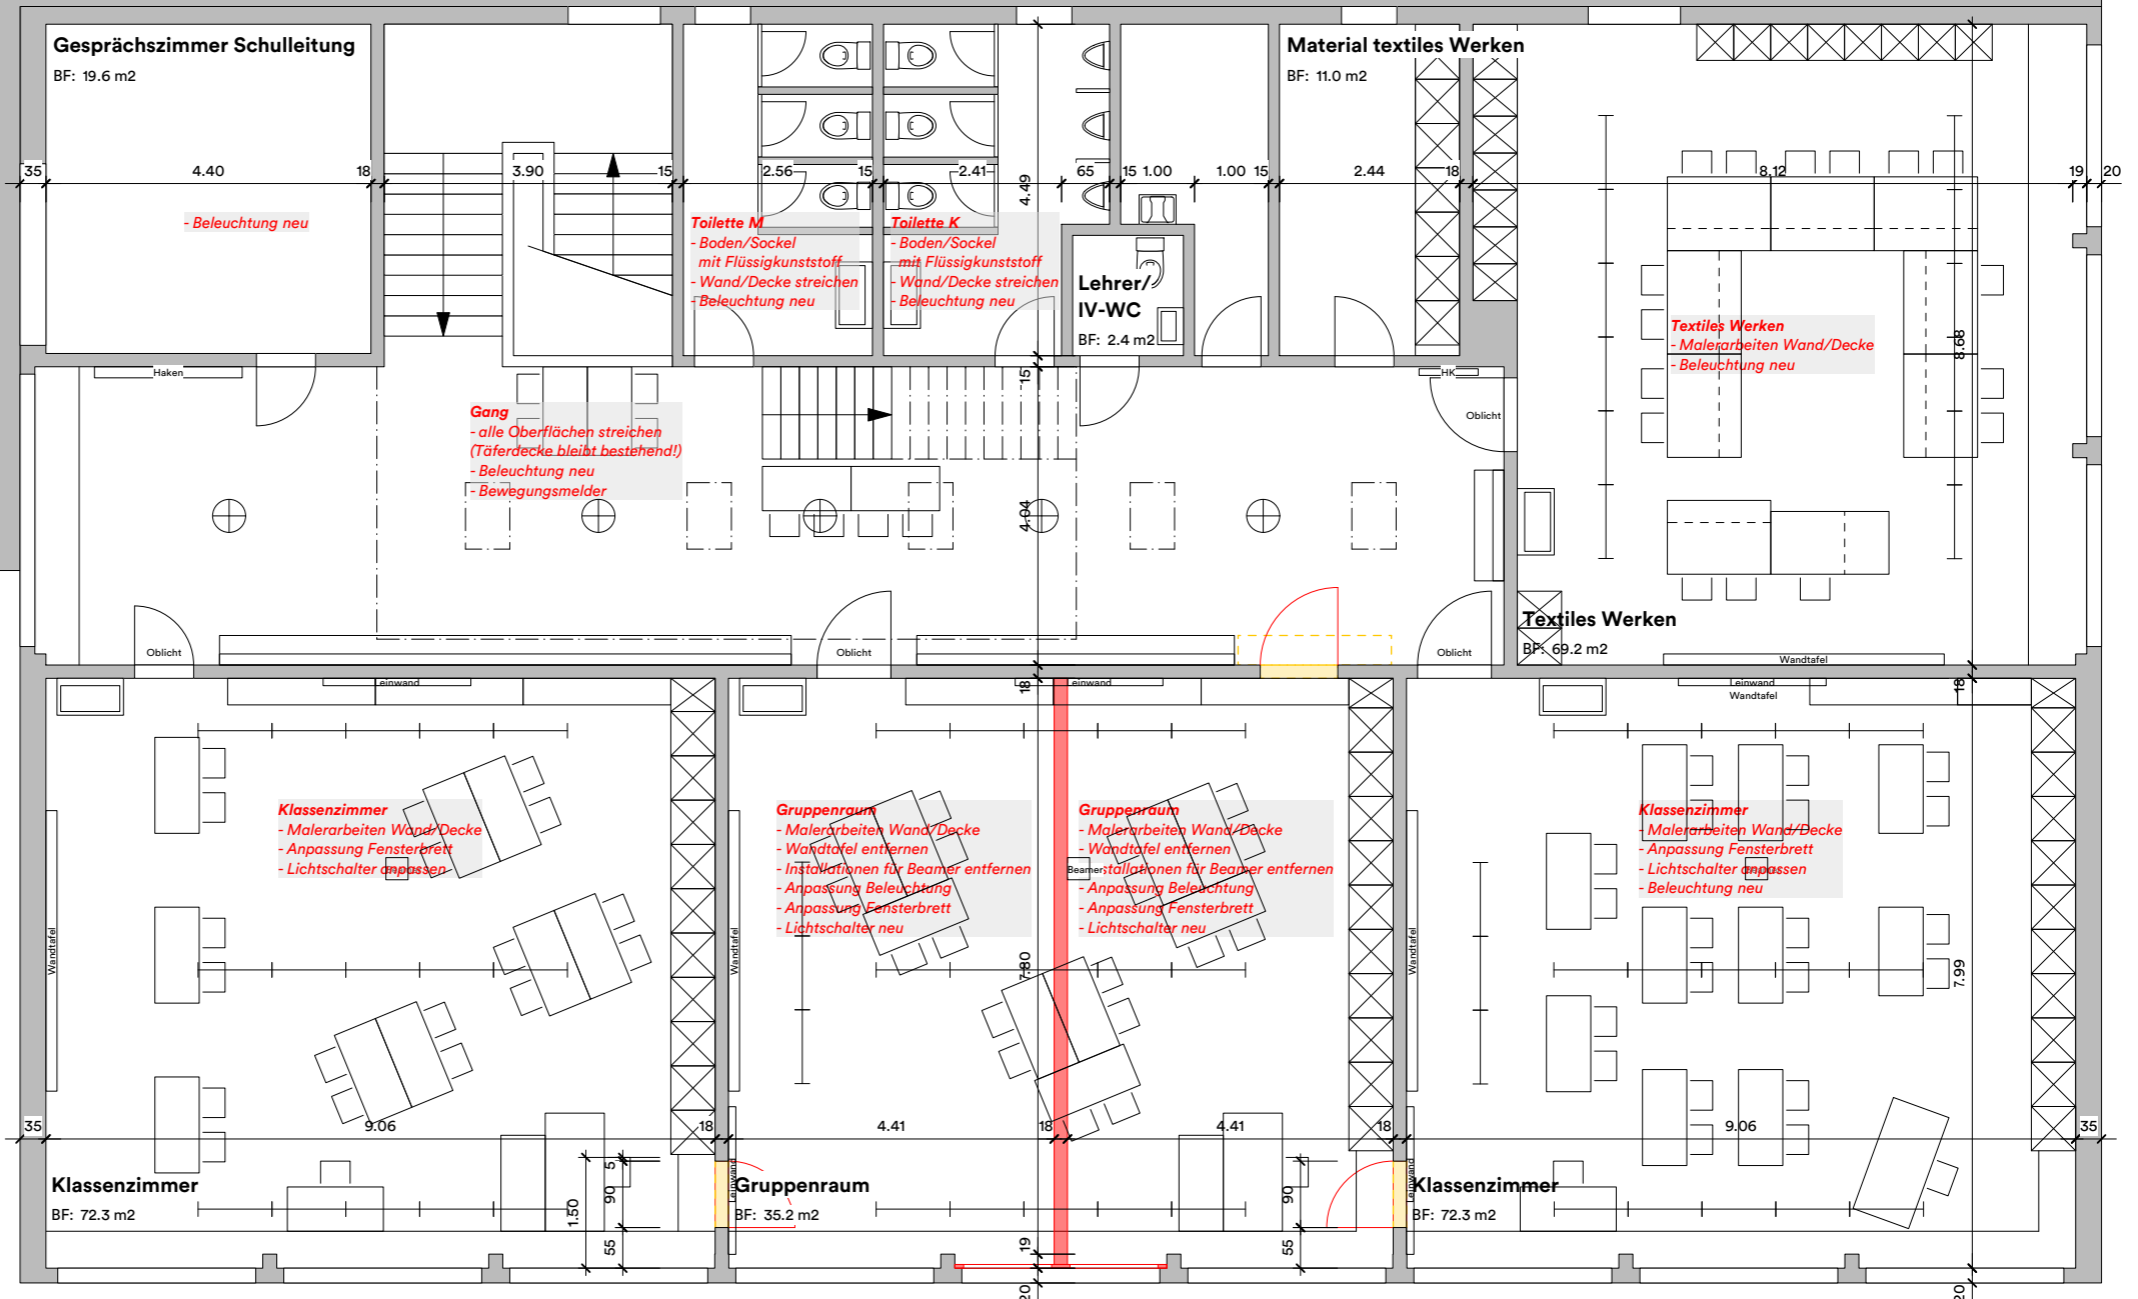 Gesprächszimmer Schulleitung
BF: 19.6 m2
Material textiles Werken
BF: 11.0 m2
35
4.40
18
3.90
15
2.56
15
2.41
65
15
1.00
1.00
15
2.44
18
8.12
19
20
4.49
- Beleuchtung neu
Toilette M
- Boden/Sockel
mit Flüssigkunststoff
- Wand/Decke streichen
- Beleuchtung neu
Toilette K
- Boden/Sockel
mit Flüssigkunststoff
- Wand/Decke streichen
- Beleuchtung neu
Lehrer/
IV-WC
BF: 2.4 m2
Textiles Werken
- Malerarbeiten Wand/Decke
- Beleuchtung neu
8.68
Haken
15
HK
Oblicht
Gang
- alle Oberflächen streichen
(Täferdecke bleibt bestehend!)
- Beleuchtung neu
- Bewegungsmelder
4.04
Textiles Werken
BF: 69.2 m2
Oblicht
Oblicht
Wandtafel
einwand
18
einwand
einwand
Wandtafel
18
Klassenzimmer
- Malerarbeiten Wand/Decke
- Anpassung Fensterbrett
- Lichtschalter anpassen
Gruppenraum
- Malerarbeiten Wand/Decke
- Wandtafel entfernen
- Installationen für Beamer entfernen
- Anpassung Beleuchtung
- Anpassung Fensterbrett
- Lichtschalter neu
Gruppenraum
- Malerarbeiten Wand/Decke
- Wandtafel entfernen
- Installationen für Beamer entfernen
- Anpassung Beleuchtung
- Anpassung Fensterbrett
- Lichtschalter neu
Beamer
Klassenzimmer
- Malerarbeiten Wand/Decke
- Anpassung Fensterbrett
- Lichtschalter anpassen
- Beleuchtung neu
Wandtafel
Wandtafel
7.80
Wandtafel
7.99
35
9.06
18
4.41
18
4.41
18
9.06
35
Klassenzimmer
BF: 72.3 m2
1.50
5
90
55
einwand
Gruppenraum
BF: 35.2 m2
19
90
55
einwand
Klassenzimmer
BF: 72.3 m2
20
20